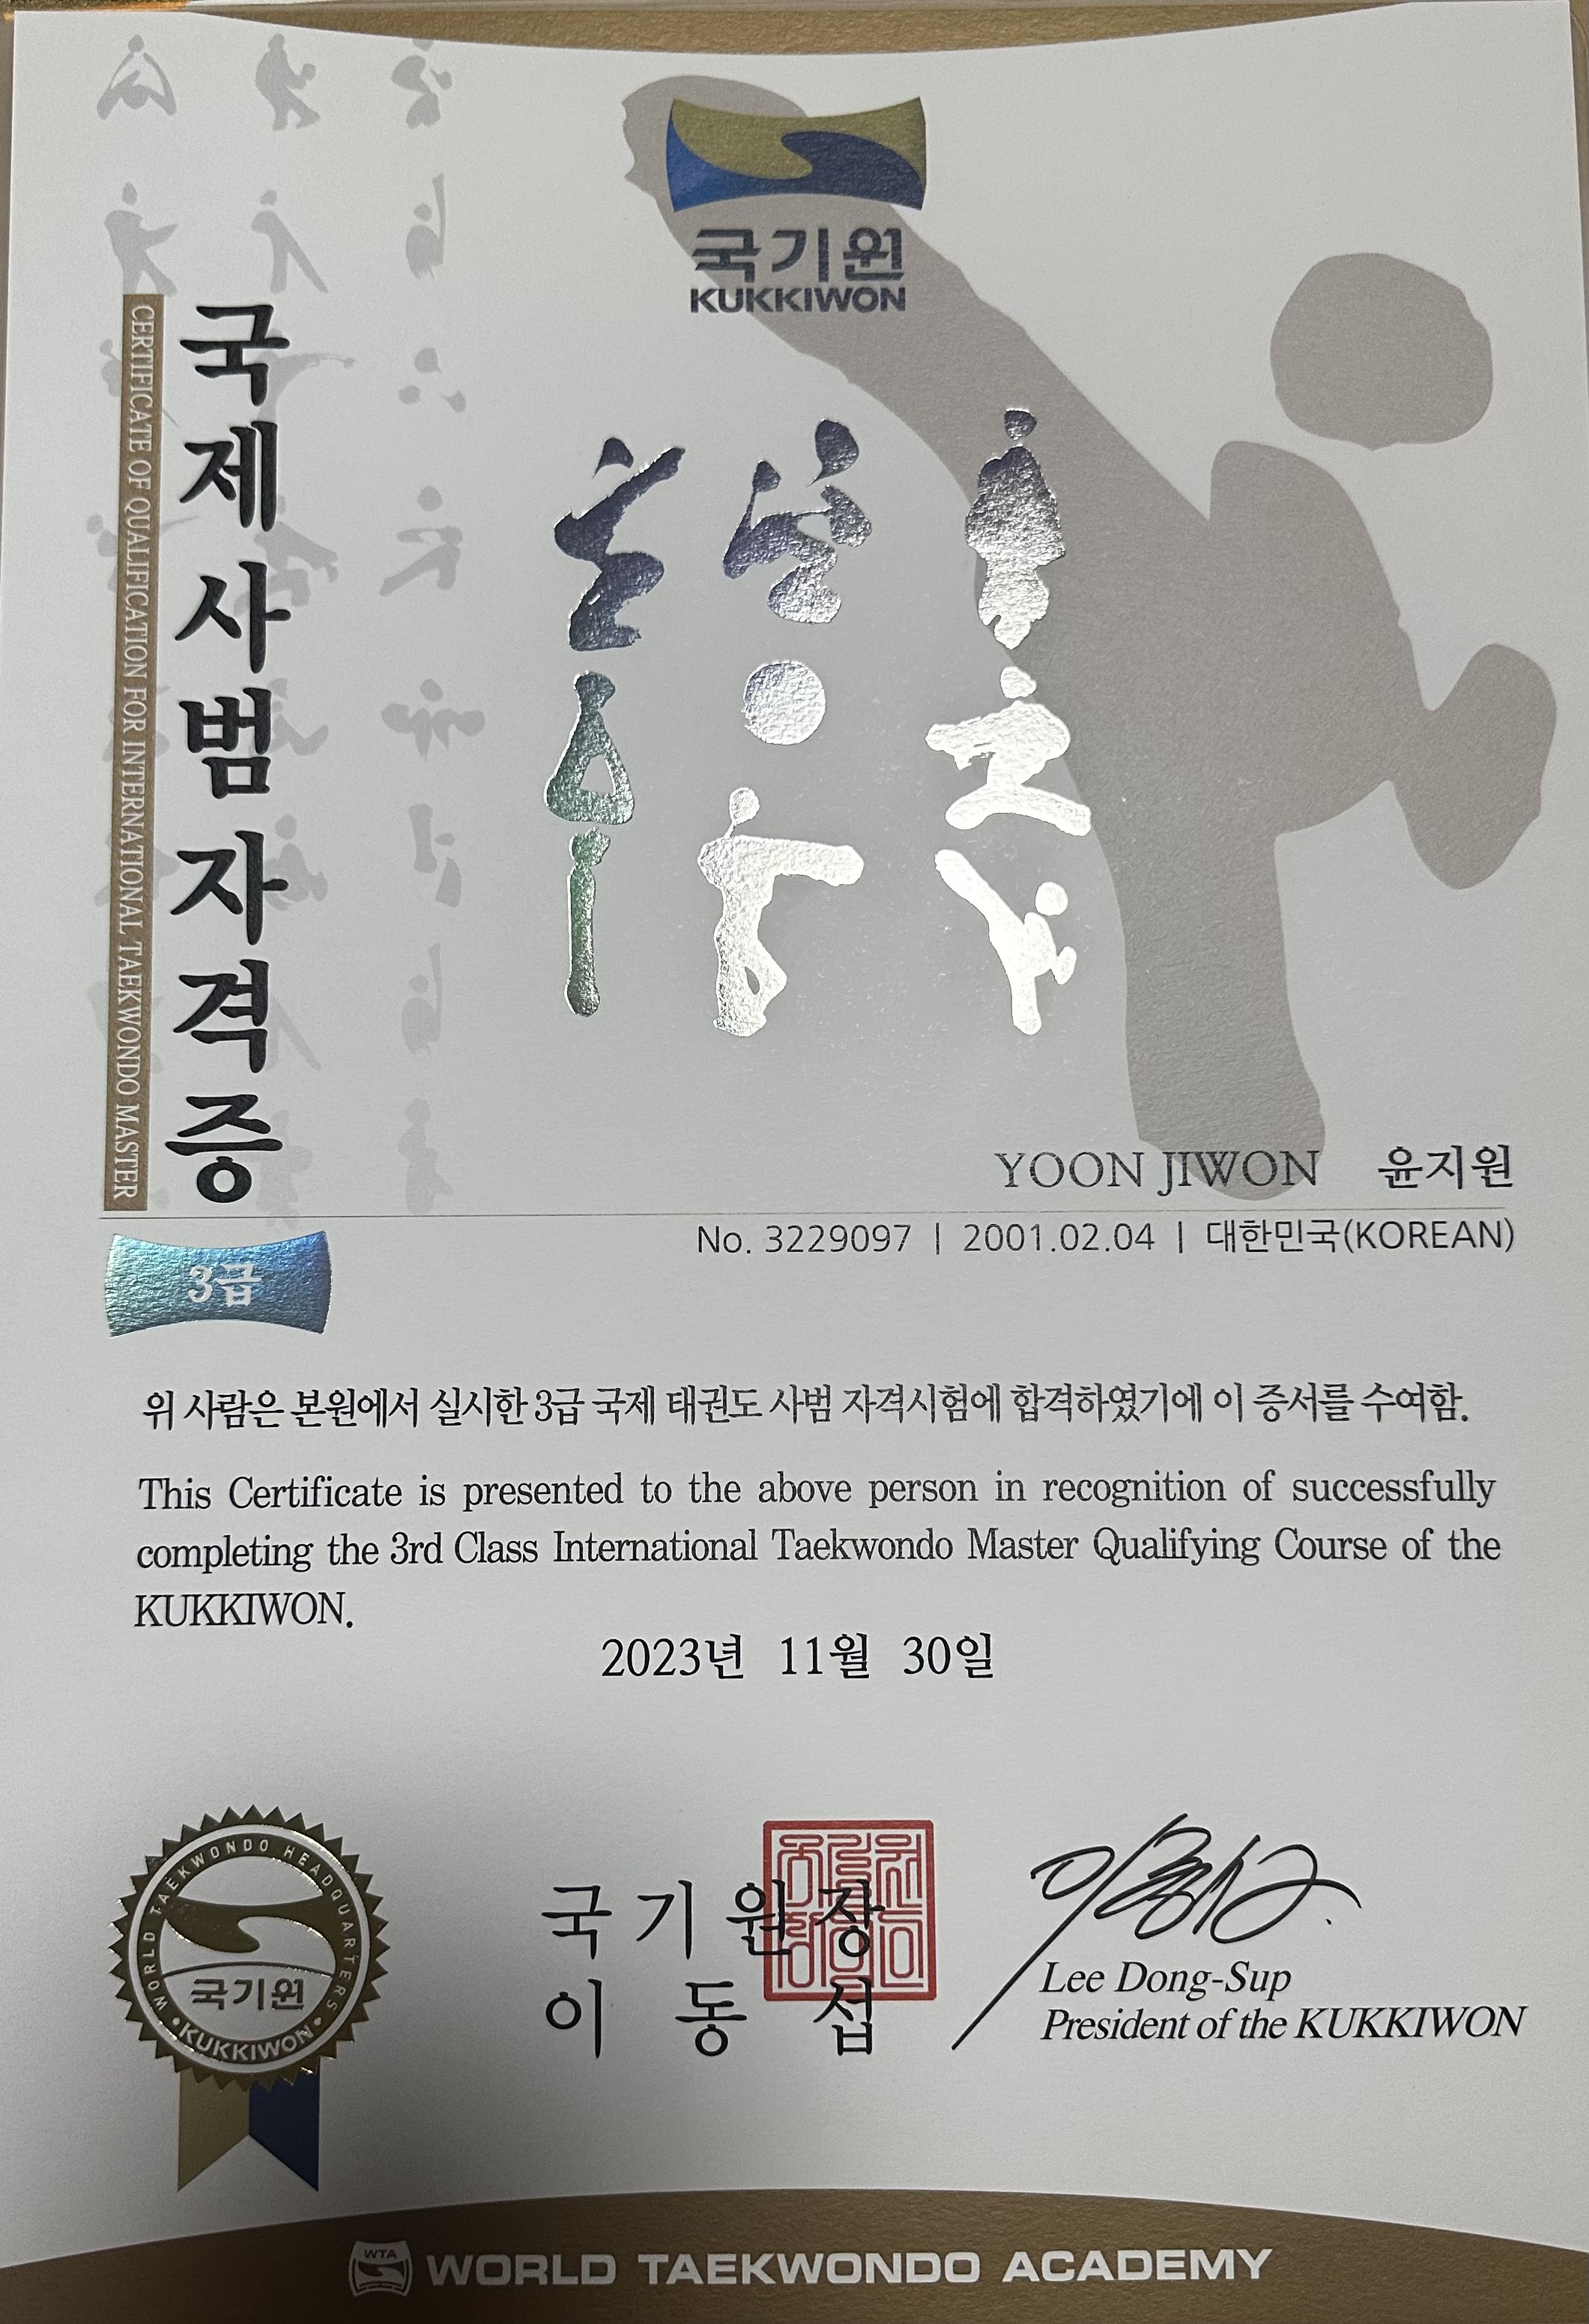 국기원
KUKKIWON
국제사범자격증
CERTIFICATE OF QUALIFICATION FOR INTERNATIONAL TAEKWONDO MASTER
YOON JIWON 윤지원
No. 3229097 | 2001.02.04 | 대한민국(KOREAN)
3급
위 사람은 본원에서 실시한 3급 국제 태권도 사범 자격시험에 합격하였기에 이 증서를 수여함.
This Certificate is presented to the above person in recognition of successfully
completing the 3rd Class International Taekwondo Master Qualifying Course of the
KUKKIWON.
2023년 11월 30일
WORLD TAEKWONDO HEADQUARTERS
국기원
KUKKIWON
국기원장
이동섭
Lee Dong-Sup
President of the KUKKIWON
WTA WORLD TAEKWONDO ACADEMY